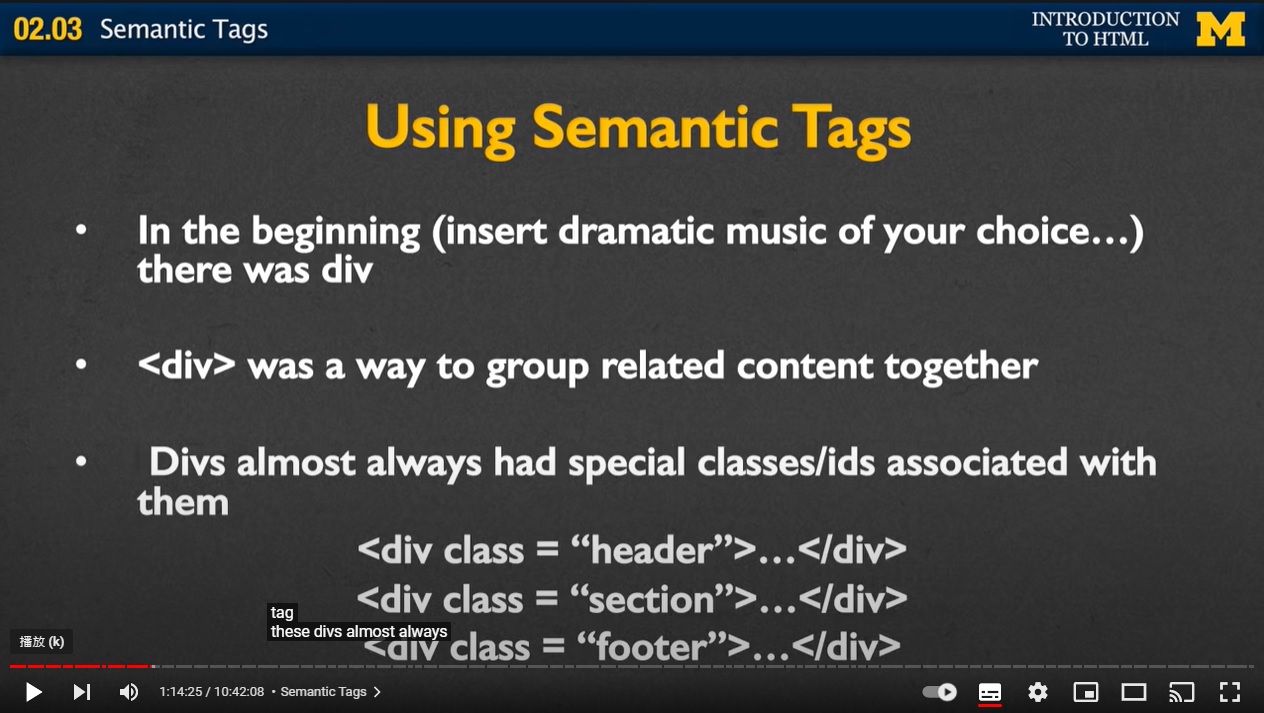 02.03 Semantic Tags
INTRODUCTION
TO HTML
M
Using Semantic Tags
• In the beginning (insert dramatic music of your choice…)
there was div
• <div> was a way to group related content together
• Divs almost always had special classes/ids associated with
them
<div class = “header”>…</div>
<div class = “section”>…</div>
<div class = “footer”>…</div>
tag
these divs almost always
播放 (k)
1:14:25 / 10:42:08 • Semantic Tags >